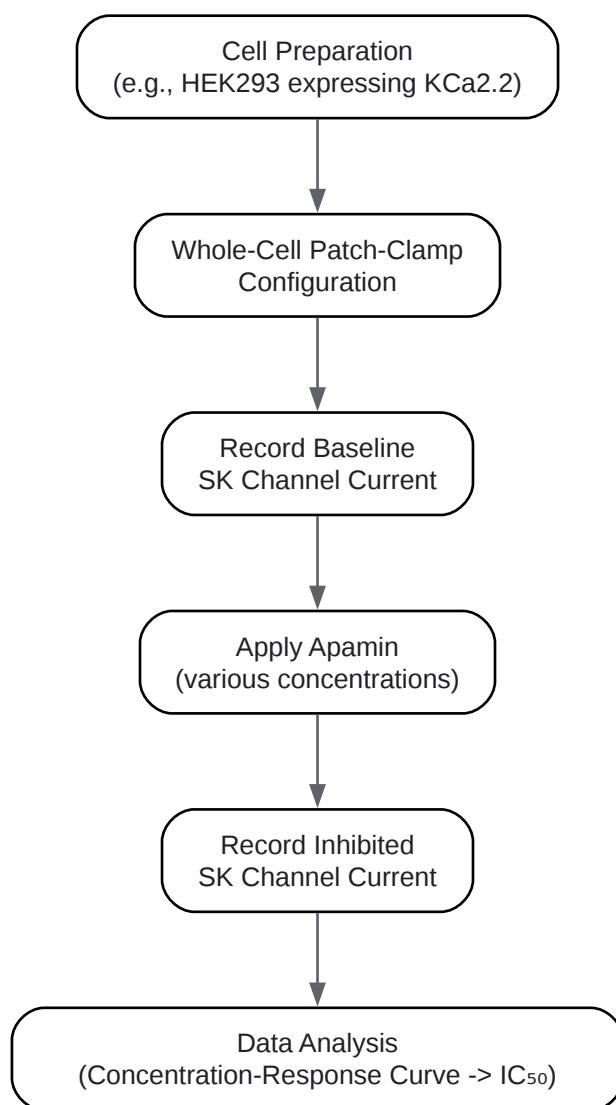 Cell Preparation
(e.g., HEK293 expressing KCa2.2)
Whole-Cell Patch-Clamp
Configuration
Record Baseline
SK Channel Current
Apply Apamin
(various concentrations)
Record Inhibited
SK Channel Current
Data Analysis
(Concentration-Response Curve -> IC₅₀)